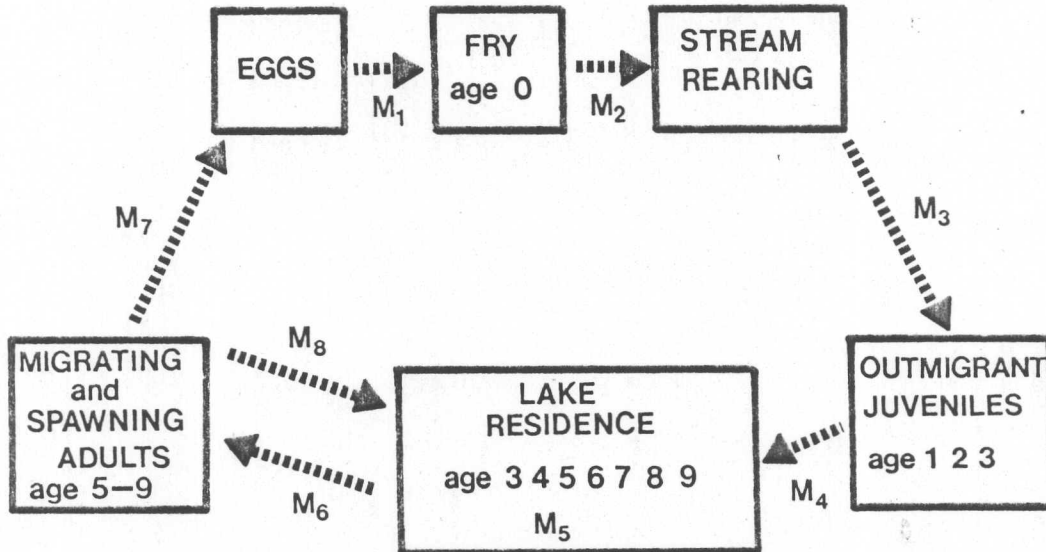 EGGS
M₁
FRY
age 0
M₂
STREAM
REARING
M₃
OUTMIGRANT
JUVENILES
age 1 2 3
M₄
LAKE
RESIDENCE
age 3 4 5 6 7 8 9
M₅
M₆
M₈
MIGRATING
and
SPAWNING
ADULTS
age 5–9
M₇